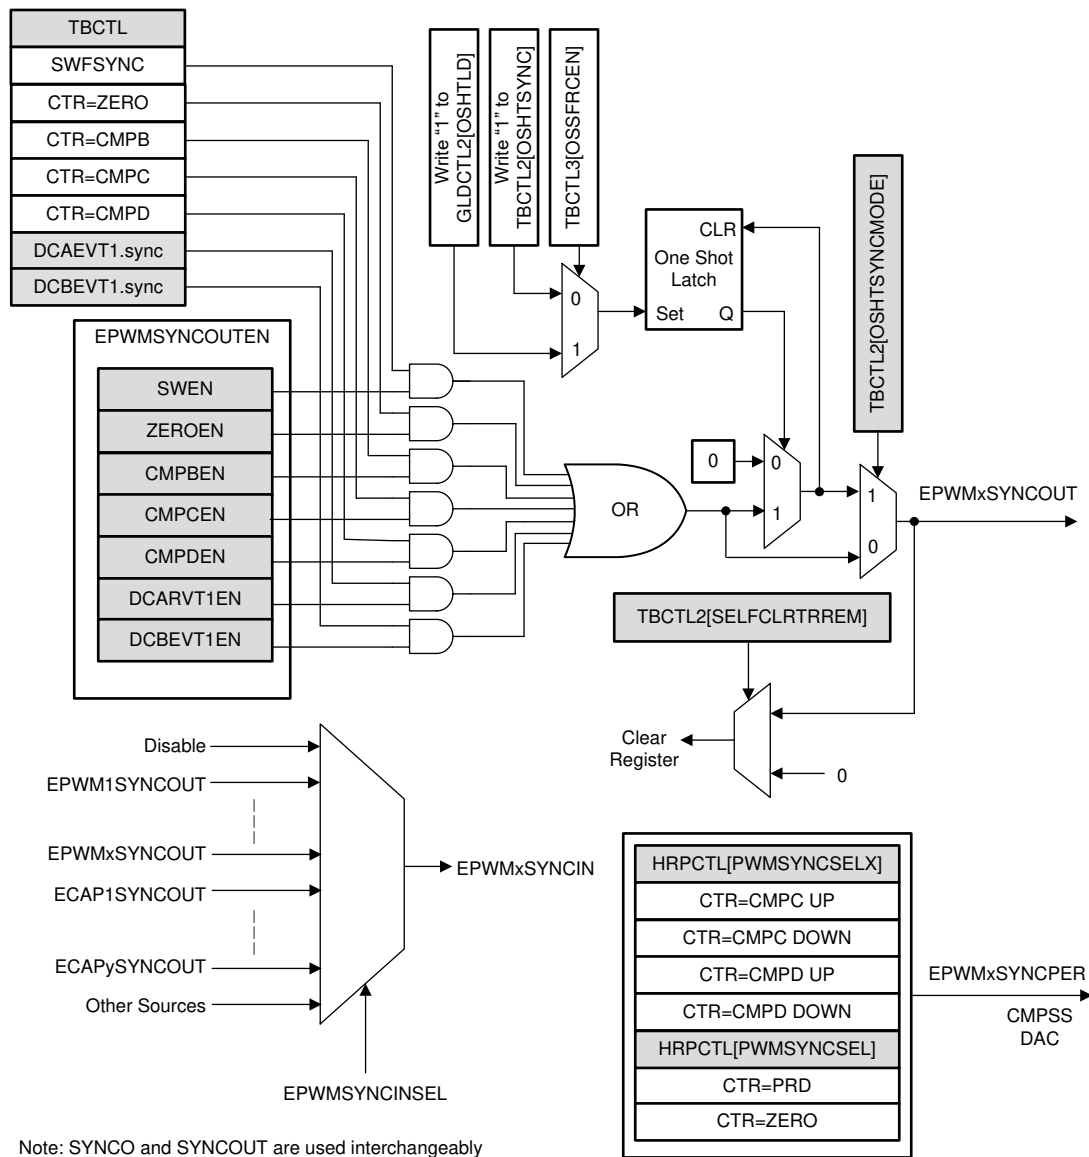 TBCTL
SWFSYNC
CTR=ZERO
CTR=CMPB
CTR=CMPC
CTR=CMPD
DCAEVT1.sync
DCBEVT1.sync
Write “1” to
GLDCTL2[OSHTLD]
Write “1” to
TBCTL2[OSHTSYNC]
TBCTL3[OSSFRCEN]
0
1
CLR
One Shot
Latch
Set
Q
TBCTL2[OSHTSYNCMODE]
EPWMSYNCOUTEN
SWEN
ZEROEN
CMPBEN
CMPCEN
CMPDEN
DCARVT1EN
DCBEVT1EN
OR
0
0
1
1
0
EPWMxSYNCOUT
TBCTL2[SELFCLRTRREM]
Clear
Register
0
Disable
EPWM1SYNCOUT
EPWMxSYNCOUT
ECAP1SYNCOUT
ECAPySYNCOUT
Other Sources
EPWMxSYNCIN
EPWMSYNCINSEL
HRPCTL[PWMSYNCSELX]
CTR=CMPC UP
CTR=CMPC DOWN
CTR=CMPD UP
CTR=CMPD DOWN
HRPCTL[PWMSYNCSEL]
CTR=PRD
CTR=ZERO
EPWMxSYNCPER
CMPSS
DAC
Note: SYNCO and SYNCOUT are used interchangeably